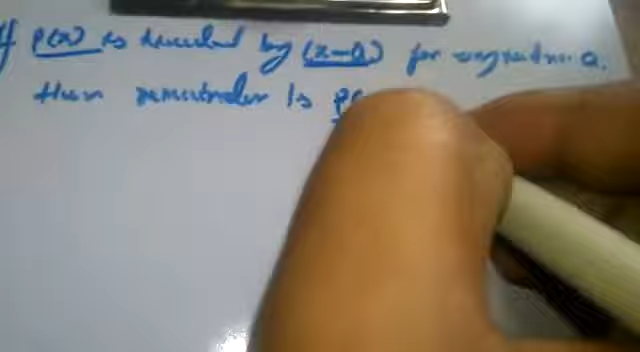 If P(x) is divided by (x-a) for any real no. a.
then remainder is P(